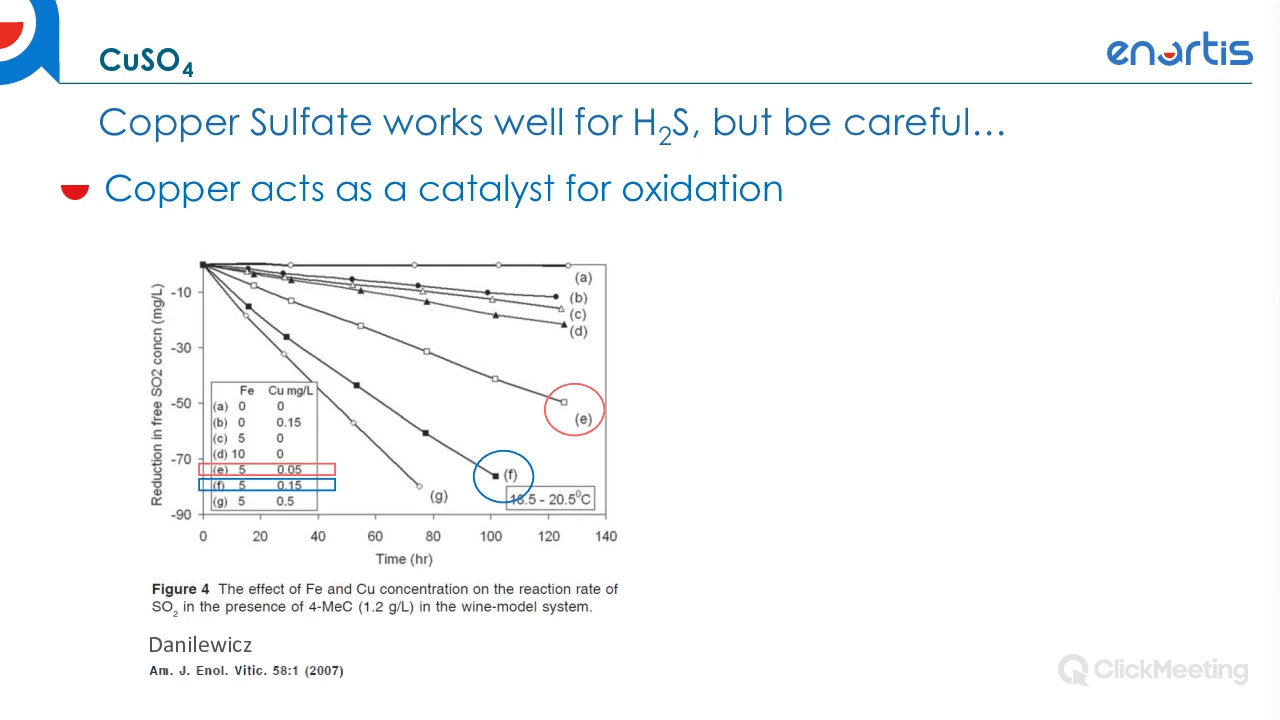 CuSO4
enartis
Copper Sulfate works well for H2S, but be careful...
Copper acts as a catalyst for oxidation
Reduction in free SO2 concn (mg/L)
-10
-30
-50
-70
-90
(a)
(b)
(c)
(d)
(e)
(f)
(g)
Fe Cu mg/L
(a) 0 0
(b) 0 0.15
(c) 5 0
(d) 10 0
(e) 5 0.05
(f) 5 0.15
(g) 5 0.5
18.5 - 20.5⁰C
0 20 40 60 80 100 120 140
Time (hr)
Figure 4 The effect of Fe and Cu concentration on the reaction rate of
SO2 in the presence of 4-MeC (1.2 g/L) in the wine-model system.
Danilewicz
Am. J. Enol. Vitic. 58:1 (2007)
ClickMeeting